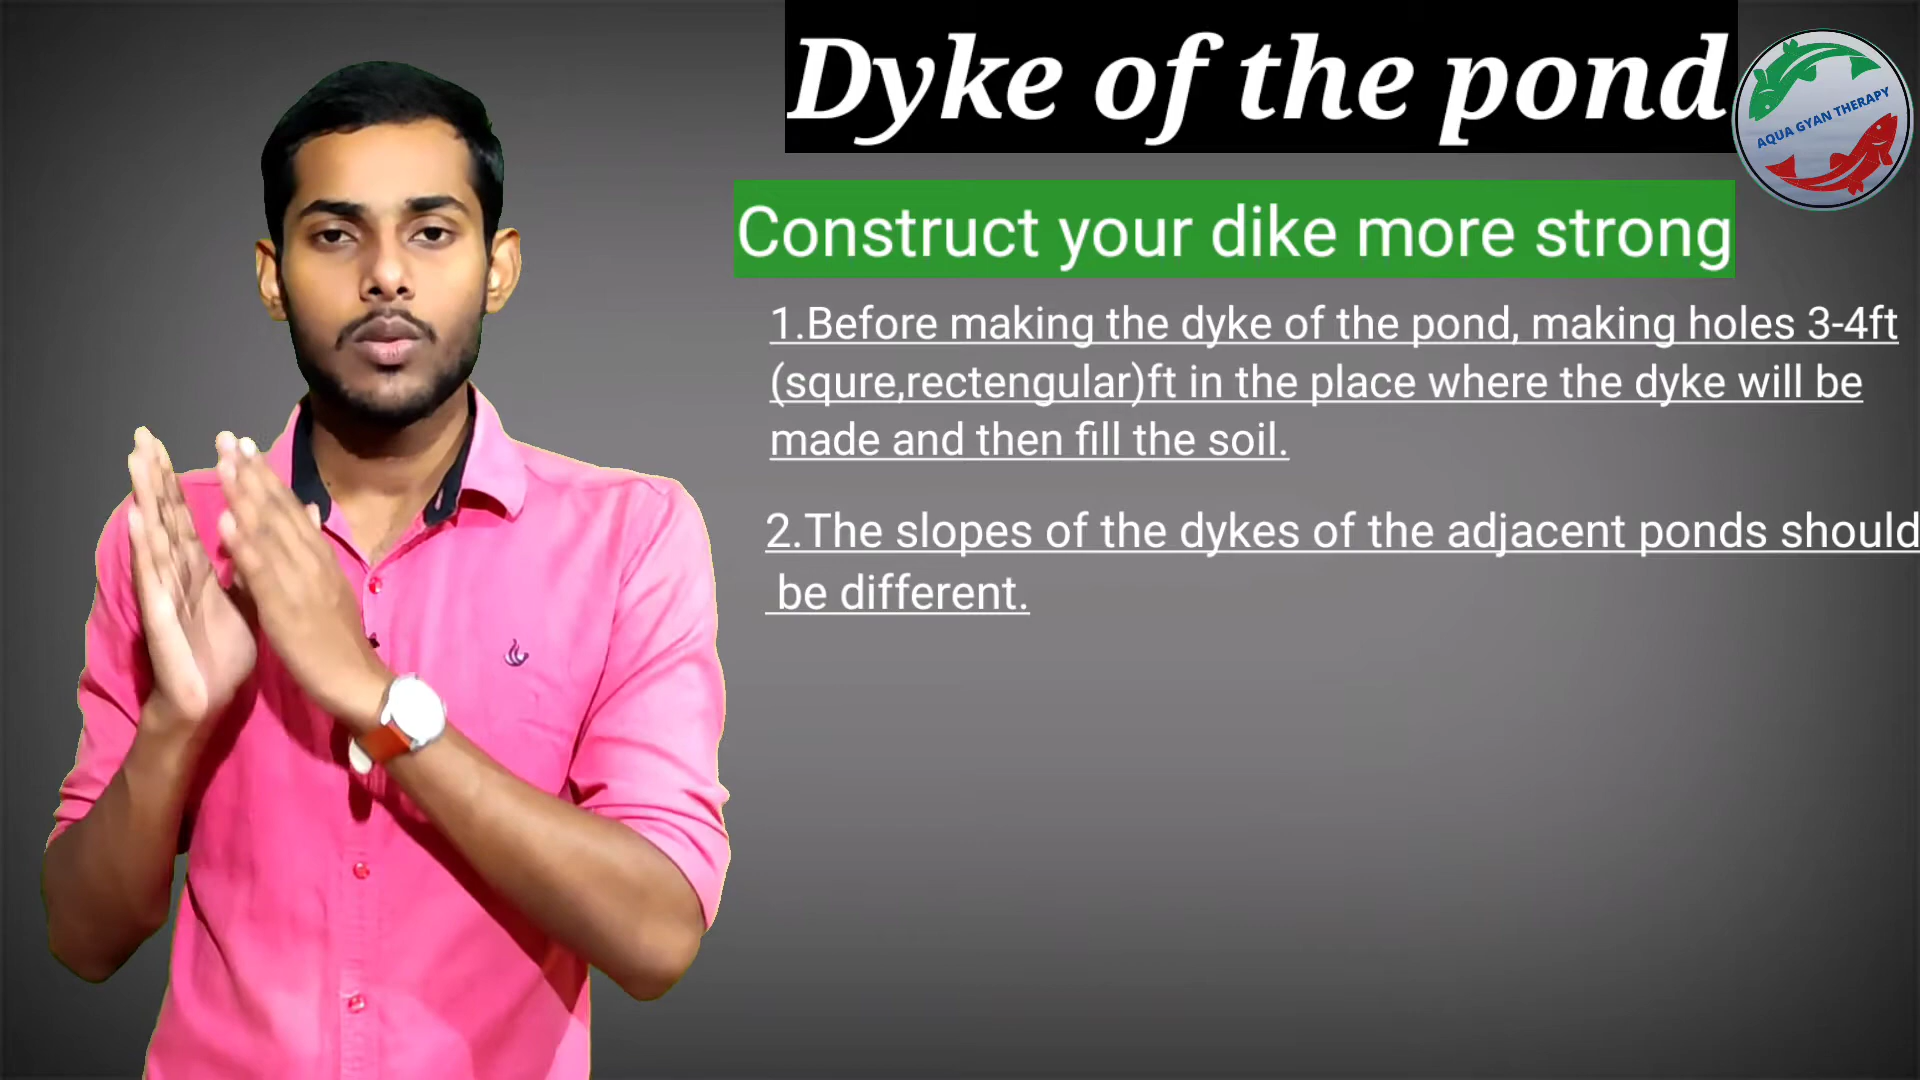 Dyke of the pond
AQUA GYAN THERAPY
Construct your dike more strong
1.Before making the dyke of the pond, making holes 3-4ft
(squre,rectengular)ft in the place where the dyke will be
made and then fill the soil.
2.The slopes of the dykes of the adjacent ponds should
be different.